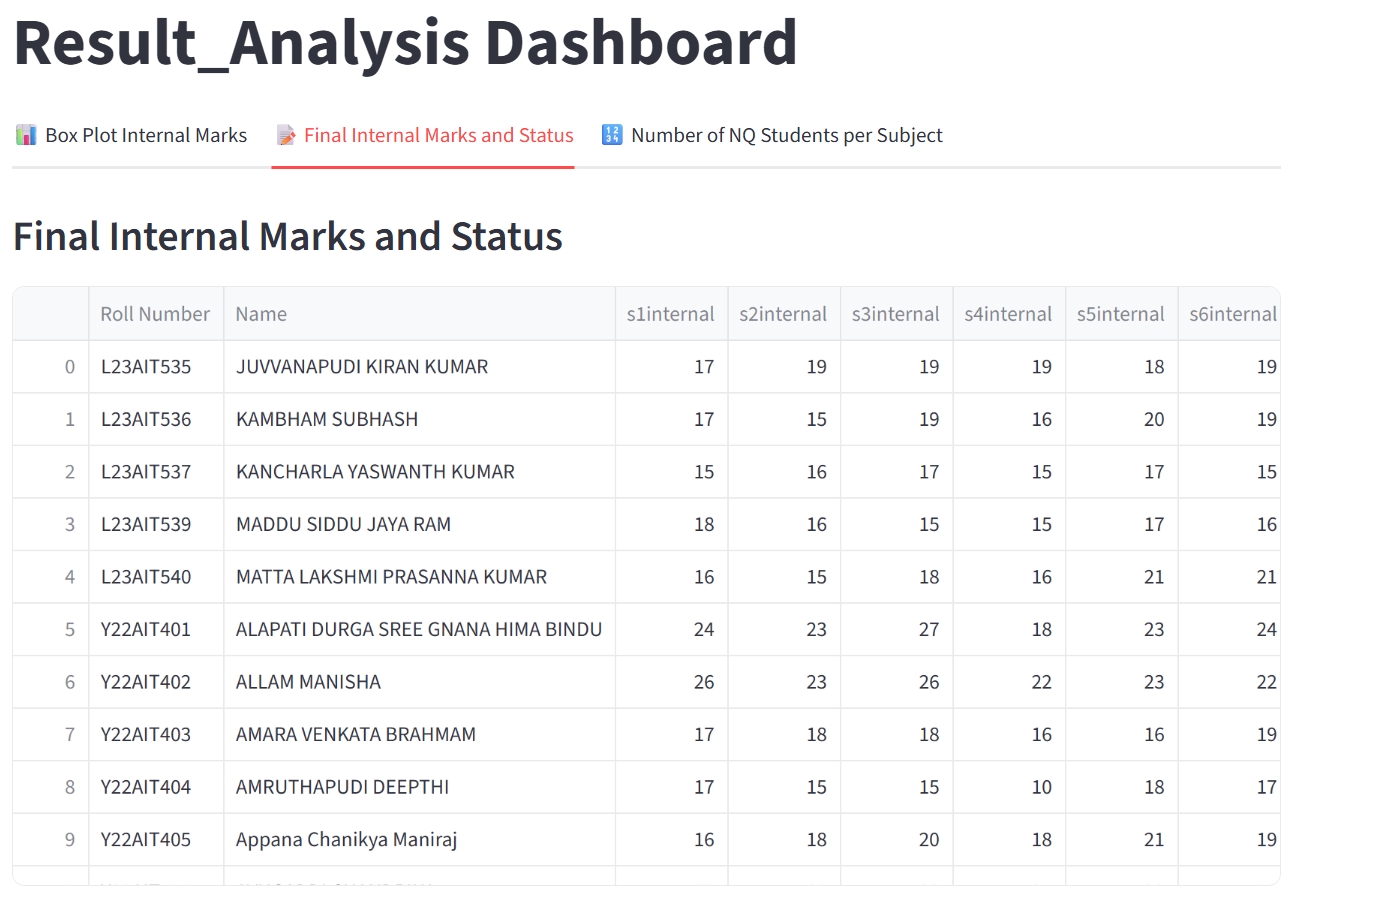 Result_Analysis Dashboard
Box Plot Internal Marks Final Internal Marks and Status Number of NQ Students per Subject
Final Internal Marks and Status
Roll Number Name s1internal s2internal s3internal s4internal s5internal s6internal
0 L23AIT535 JUVVANAPUDI KIRAN KUMAR 17 19 19 19 18 19
1 L23AIT536 KAMBHAM SUBHASH 17 15 19 16 20 19
2 L23AIT537 KANCHARLA YASWANTH KUMAR 15 16 17 15 17 15
3 L23AIT539 MADDU SIDDU JAYA RAM 18 16 15 15 17 16
4 L23AIT540 MATTA LAKSHMI PRASANNA KUMAR 16 15 18 16 21 21
5 Y22AIT401 ALAPATI DURGA SREE GNANA HIMA BINDU 24 23 27 18 23 24
6 Y22AIT402 ALLAM MANISHA 26 23 26 22 23 22
7 Y22AIT403 AMARA VENKATA BRAHMAM 17 18 18 16 16 19
8 Y22AIT404 AMRUTHAPUDI DEEPTHI 17 15 15 10 18 17
9 Y22AIT405 Appana Chanikya Maniraj 16 18 20 18 21 19